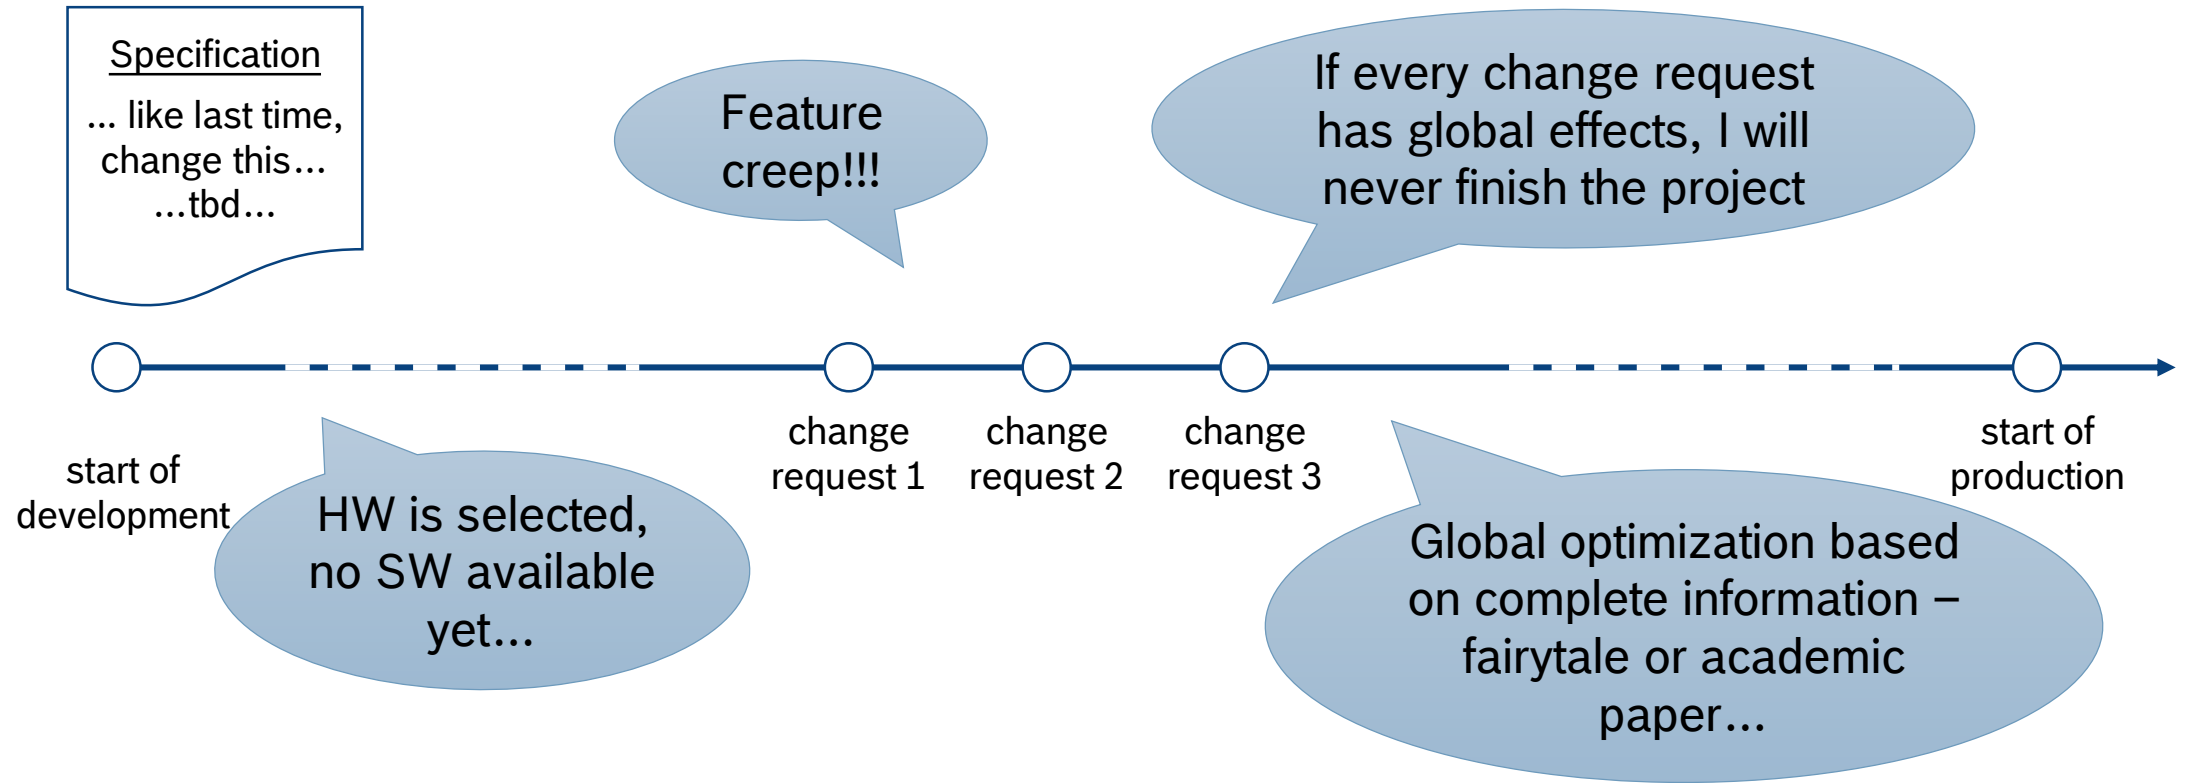 Specification
... like last time,
change this...
...tbd...
Feature
creep!!!
If every change request
has global effects, I will
never finish the project
start of
development
HW is selected,
no SW available
yet...
change
request 1
change
request 2
change
request 3
Global optimization based
on complete information –
fairytale or academic
paper...
start of
production